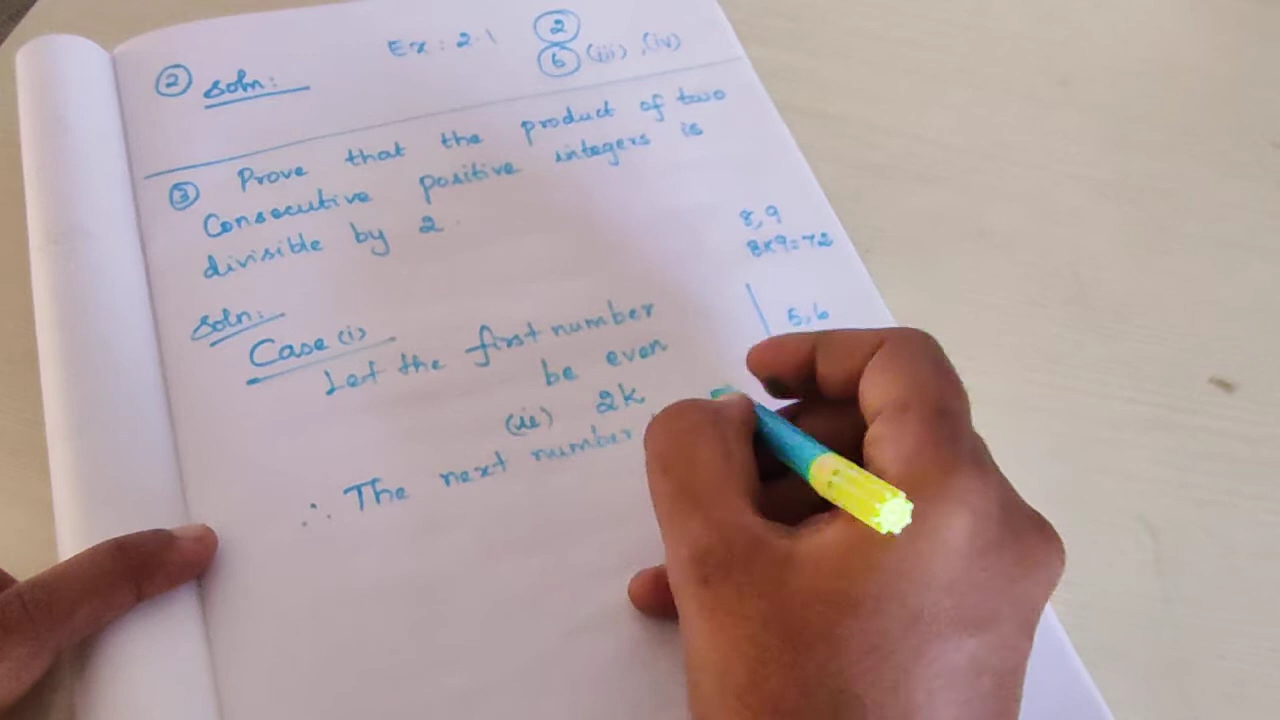 Ex: 2.1 2
6 (iii), (iv)
2 Soln:
3 Prove that the product of two
Consecutive positive integers is
divisible by 2.
8,9
8x9=72
5,6
Soln:
Case (i)
Let the first number
be even
(ie) 2k
∴ The next number